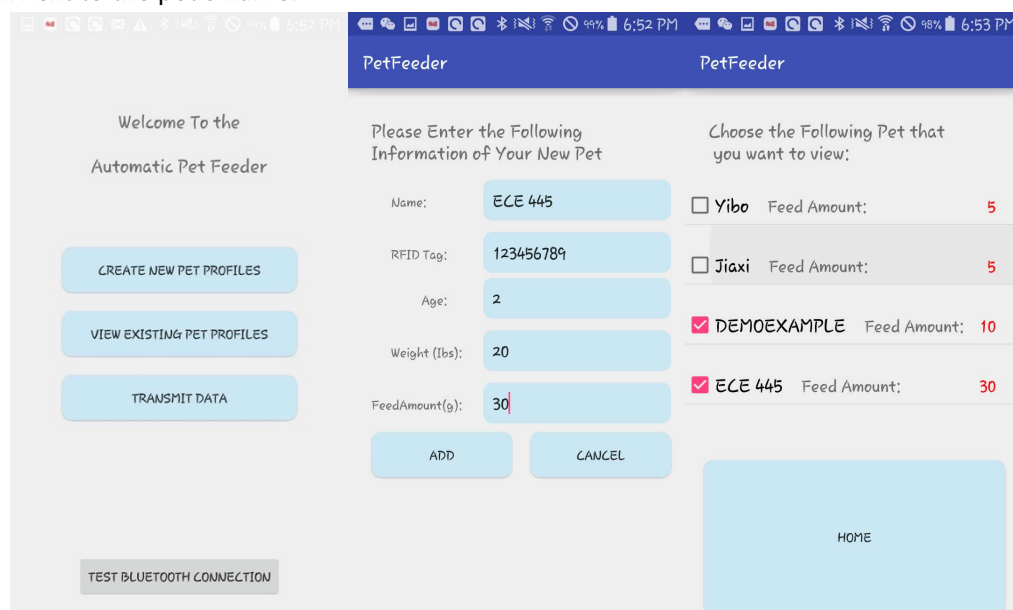 6:52 PM
Welcome To the
Automatic Pet Feeder
CREATE NEW PET PROFILES
VIEW EXISTING PET PROFILES
TRANSMIT DATA
TEST BLUETOOTH CONNECTION
99% 6:52 PM
PetFeeder
Please Enter the Following
Information of Your New Pet
Name: ECE 445
RFID Tag: 123456789
Age: 2
Weight (lbs): 20
FeedAmount(g): 30
ADD CANCEL
98% 6:53 PM
PetFeeder
Choose the Following Pet that
you want to view:
Yibo Feed Amount: 5
Jiaxi Feed Amount: 5
DEMOEXAMPLE Feed Amount: 10
ECE 445 Feed Amount: 30
HOME